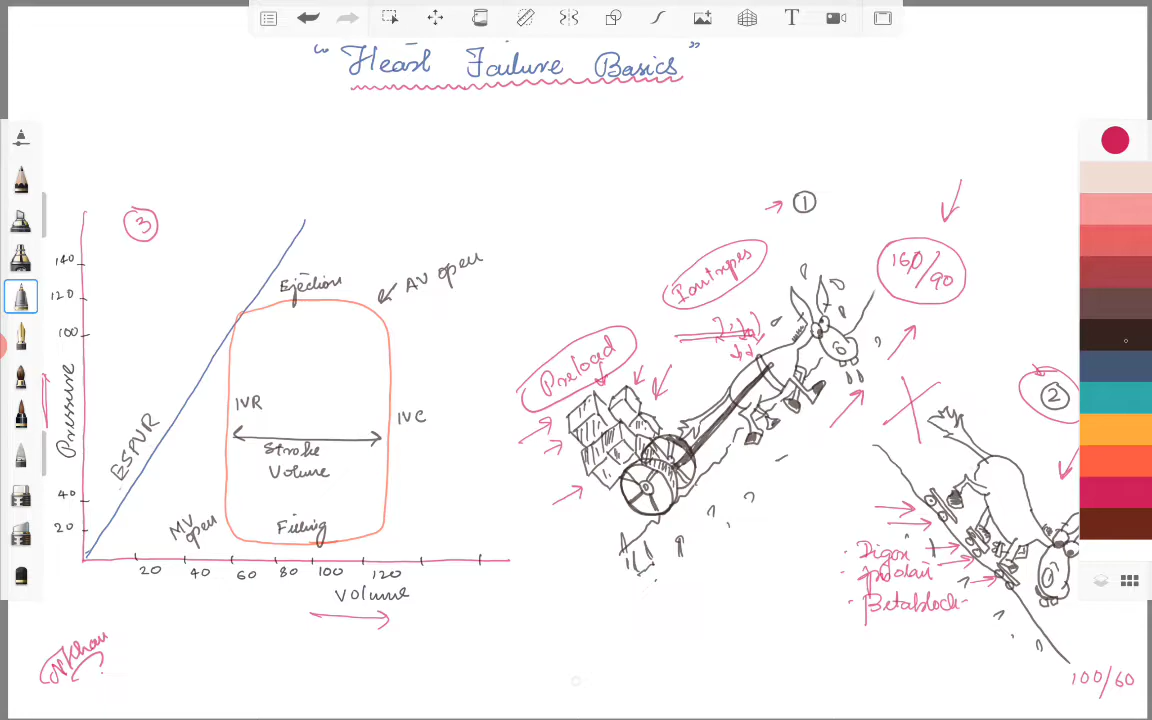 T
“Heart Failure Basics”
3
1
140
120
100
40
20
Pressure
ESPVR
Ejection
AV open
IVR
IVC
Stroke
Volume
MV
open
Filling
20
40
60
80
100
120
Volume
Preload
160/
90
2
· Digoxin
· Betablock-
100/60
NKhan